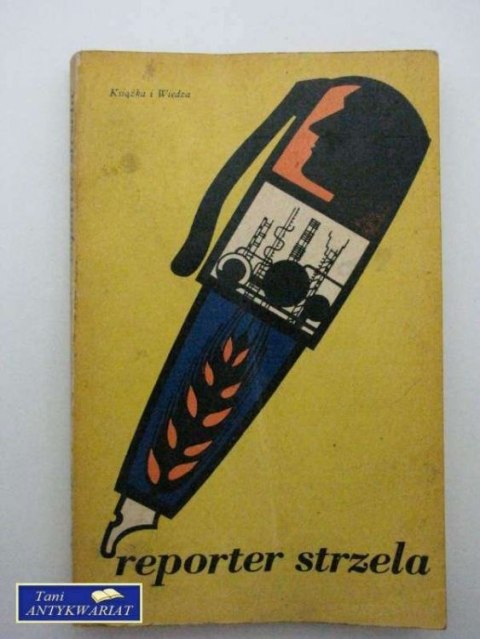 Książka i Wiedza
reporter strzela
Tani
ANTYKWARIAT